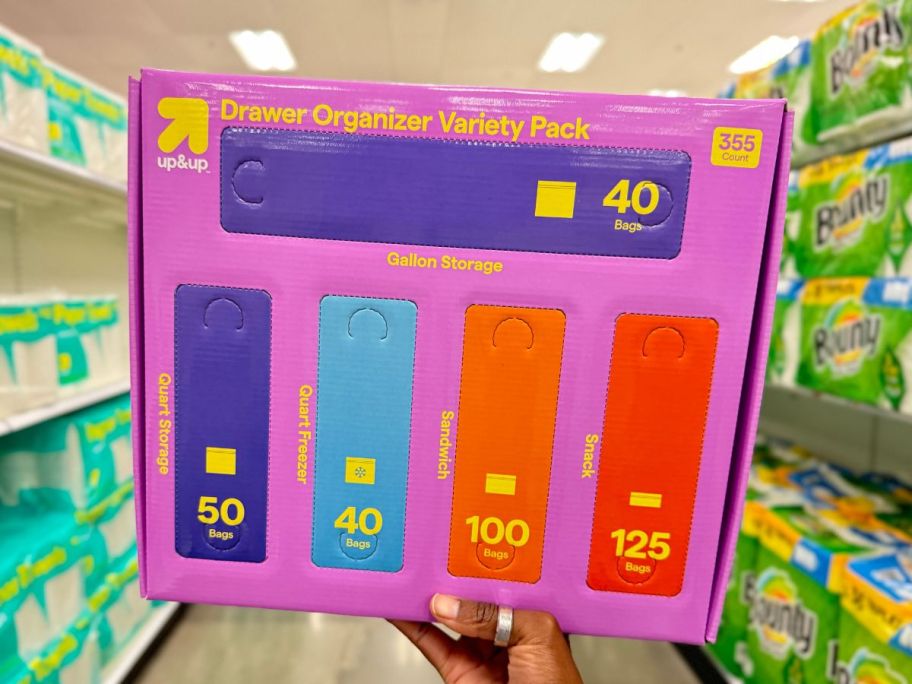 up&up™
Drawer Organizer Variety Pack
355
Count
40
Bags
Gallon Storage
Quart Storage
50
Bags
Quart Freezer
40
Bags
Sandwich
100
Bags
Snack
125
Bags
Bounty
Bounty
Bounty
Bounty